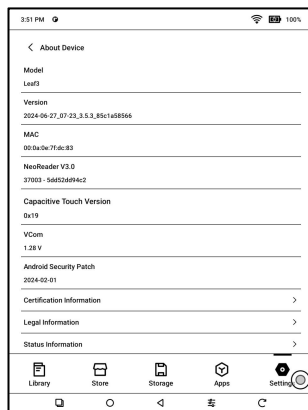 3:51 PM
100%
About Device
Model
Leaf3
Version
2024-06-27_07-23_3.5.3_85c1a58566
MAC
00:0a:0e:7f:dc:83
NeoReader V3.0
37003 - 5dd52dd94c2
Capacitive Touch Version
0x19
VCom
1.28 V
Android Security Patch
2024-02-01
Certification Information
Legal Information
Status Information
Library Store Storage Apps Setting